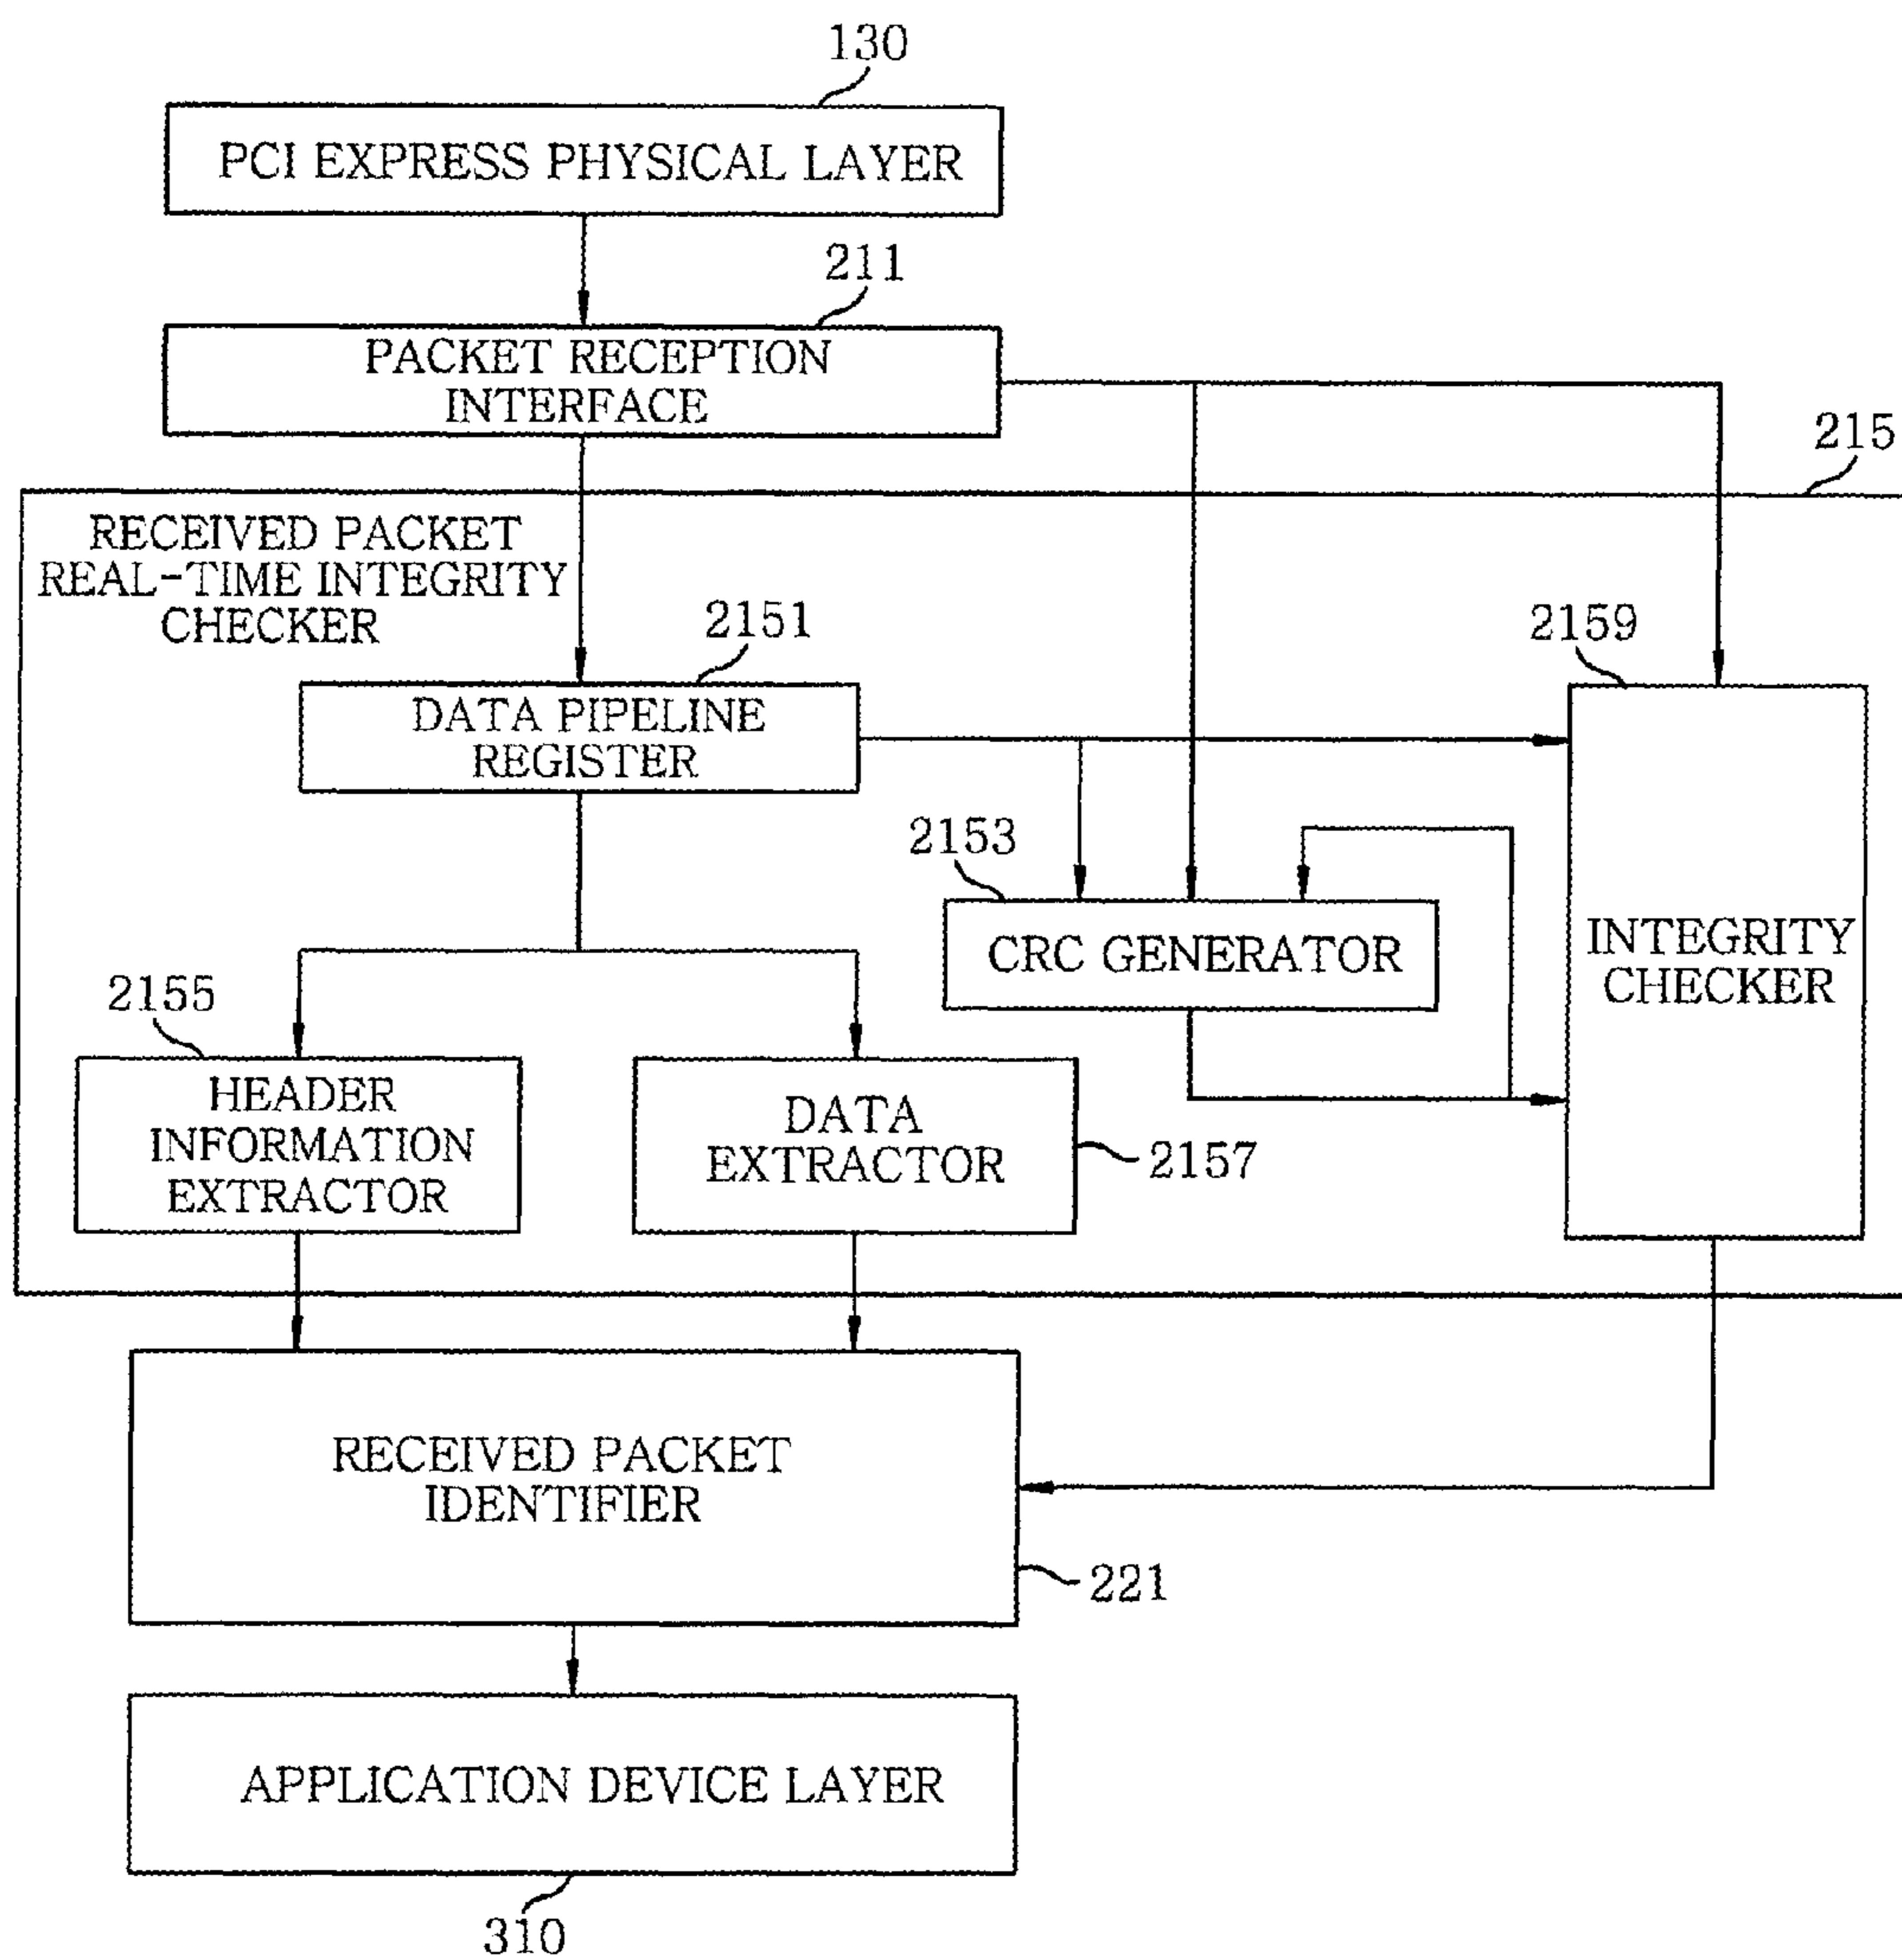 130
PCI EXPRESS PHYSICAL LAYER
211
PACKET RECEPTION
INTERFACE
215
RECEIVED PACKET
REAL-TIME INTEGRITY
CHECKER
2151
2159
DATA PIPELINE
REGISTER
2153
CRC GENERATOR
INTEGRITY
CHECKER
2155
HEADER
INFORMATION
EXTRACTOR
DATA
EXTRACTOR
2157
RECEIVED PACKET
IDENTIFIER
221
APPLICATION DEVICE LAYER
310